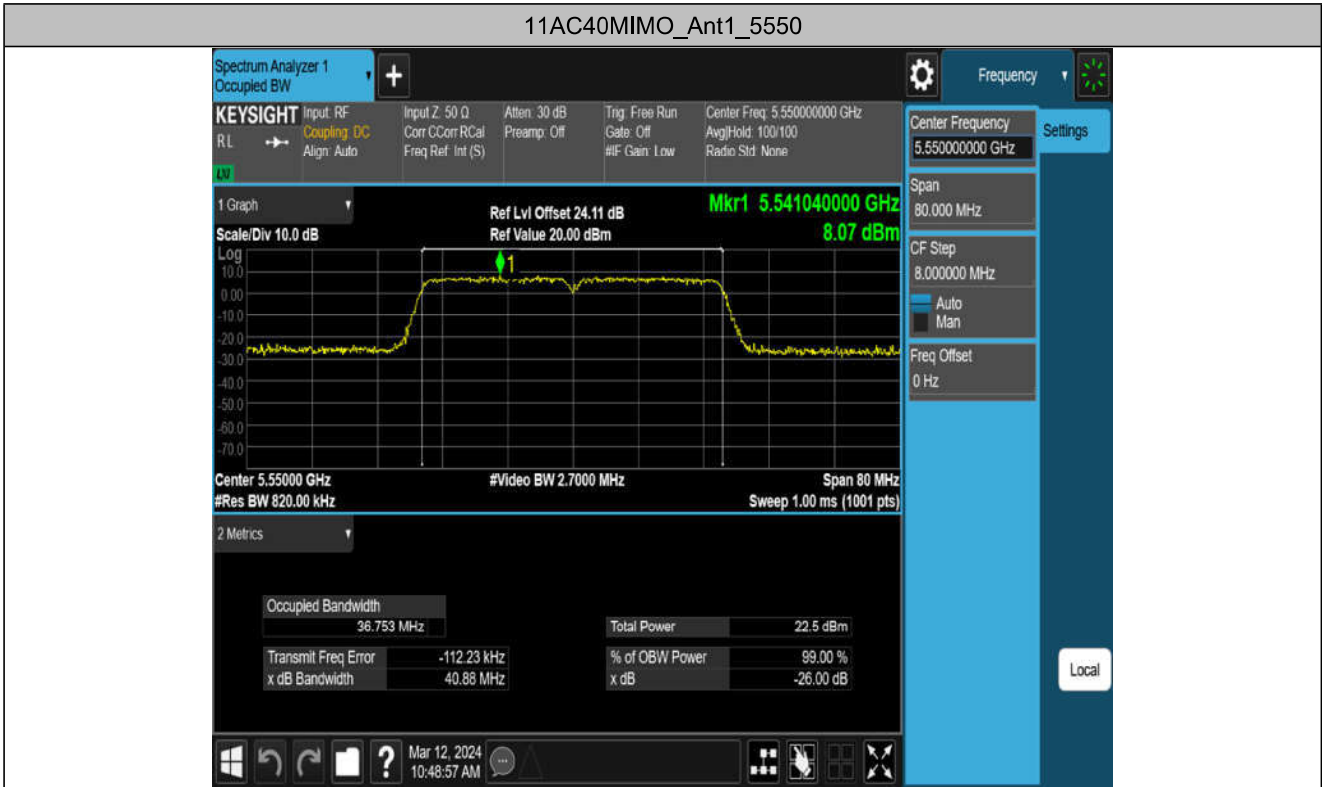 11AC40MIMO_Ant1_5550
Spectrum Analyzer 1
Occupied BW
Frequency
KEYSIGHT
RL
LXI
Input: RF
Coupling: DC
Align: Auto
Input Z: 50 Ω
Corr CCorr RCal
Freq Ref: Int (S)
Atten: 30 dB
Preamp: Off
Trig: Free Run
Gate: Off
#IF Gain: Low
Center Freq: 5.550000000 GHz
Avg|Hold: 100/100
Radio Std: None
Center Frequency
5.550000000 GHz
Settings
Span
80.000 MHz
CF Step
8.000000 MHz
Auto
Man
Freq Offset
0 Hz
Local
1 Graph
Scale/Div 10.0 dB
Ref Lvl Offset 24.11 dB
Ref Value 20.00 dBm
Mkr1 5.541040000 GHz
8.07 dBm
Log
10.0
0.00
-10.0
-20.0
-30.0
-40.0
-50.0
-60.0
-70.0
1
Center 5.55000 GHz
#Res BW 820.00 kHz
#Video BW 2.7000 MHz
Span 80 MHz
Sweep 1.00 ms (1001 pts)
2 Metrics
Occupied Bandwidth
36.753 MHz
Total Power 22.5 dBm
Transmit Freq Error -112.23 kHz
% of OBW Power 99.00 %
x dB Bandwidth 40.88 MHz
x dB -26.00 dB
?
Mar 12, 2024
10:48:57 AM